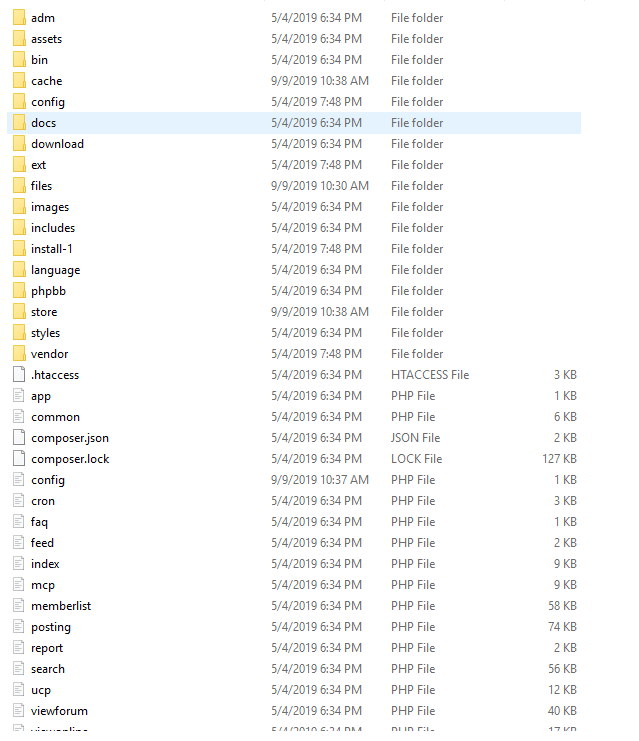 adm 5/4/2019 6:34 PM File folder
assets 5/4/2019 6:34 PM File folder
bin 5/4/2019 6:34 PM File folder
cache 9/9/2019 10:38 AM File folder
config 5/4/2019 7:48 PM File folder
docs 5/4/2019 6:34 PM File folder
download 5/4/2019 6:34 PM File folder
ext 5/4/2019 7:48 PM File folder
files 9/9/2019 10:30 AM File folder
images 5/4/2019 6:34 PM File folder
includes 5/4/2019 6:34 PM File folder
install-1 5/4/2019 7:48 PM File folder
language 5/4/2019 6:34 PM File folder
phpbb 5/4/2019 6:34 PM File folder
store 9/9/2019 10:38 AM File folder
styles 5/4/2019 6:34 PM File folder
vendor 5/4/2019 7:48 PM File folder
.htaccess 5/4/2019 6:34 PM HTACCESS File 3 KB
app 5/4/2019 6:34 PM PHP File 1 KB
common 5/4/2019 6:34 PM PHP File 6 KB
composer.json 5/4/2019 6:34 PM JSON File 2 KB
composer.lock 5/4/2019 6:34 PM LOCK File 127 KB
config 9/9/2019 10:37 AM PHP File 1 KB
cron 5/4/2019 6:34 PM PHP File 3 KB
faq 5/4/2019 6:34 PM PHP File 1 KB
feed 5/4/2019 6:34 PM PHP File 2 KB
index 5/4/2019 6:34 PM PHP File 9 KB
mcp 5/4/2019 6:34 PM PHP File 9 KB
memberlist 5/4/2019 6:34 PM PHP File 58 KB
posting 5/4/2019 6:34 PM PHP File 74 KB
report 5/4/2019 6:34 PM PHP File 2 KB
search 5/4/2019 6:34 PM PHP File 56 KB
ucp 5/4/2019 6:34 PM PHP File 12 KB
viewforum 5/4/2019 6:34 PM PHP File 40 KB
viewonline 5/4/2019 6:34 PM PHP File 17 KB